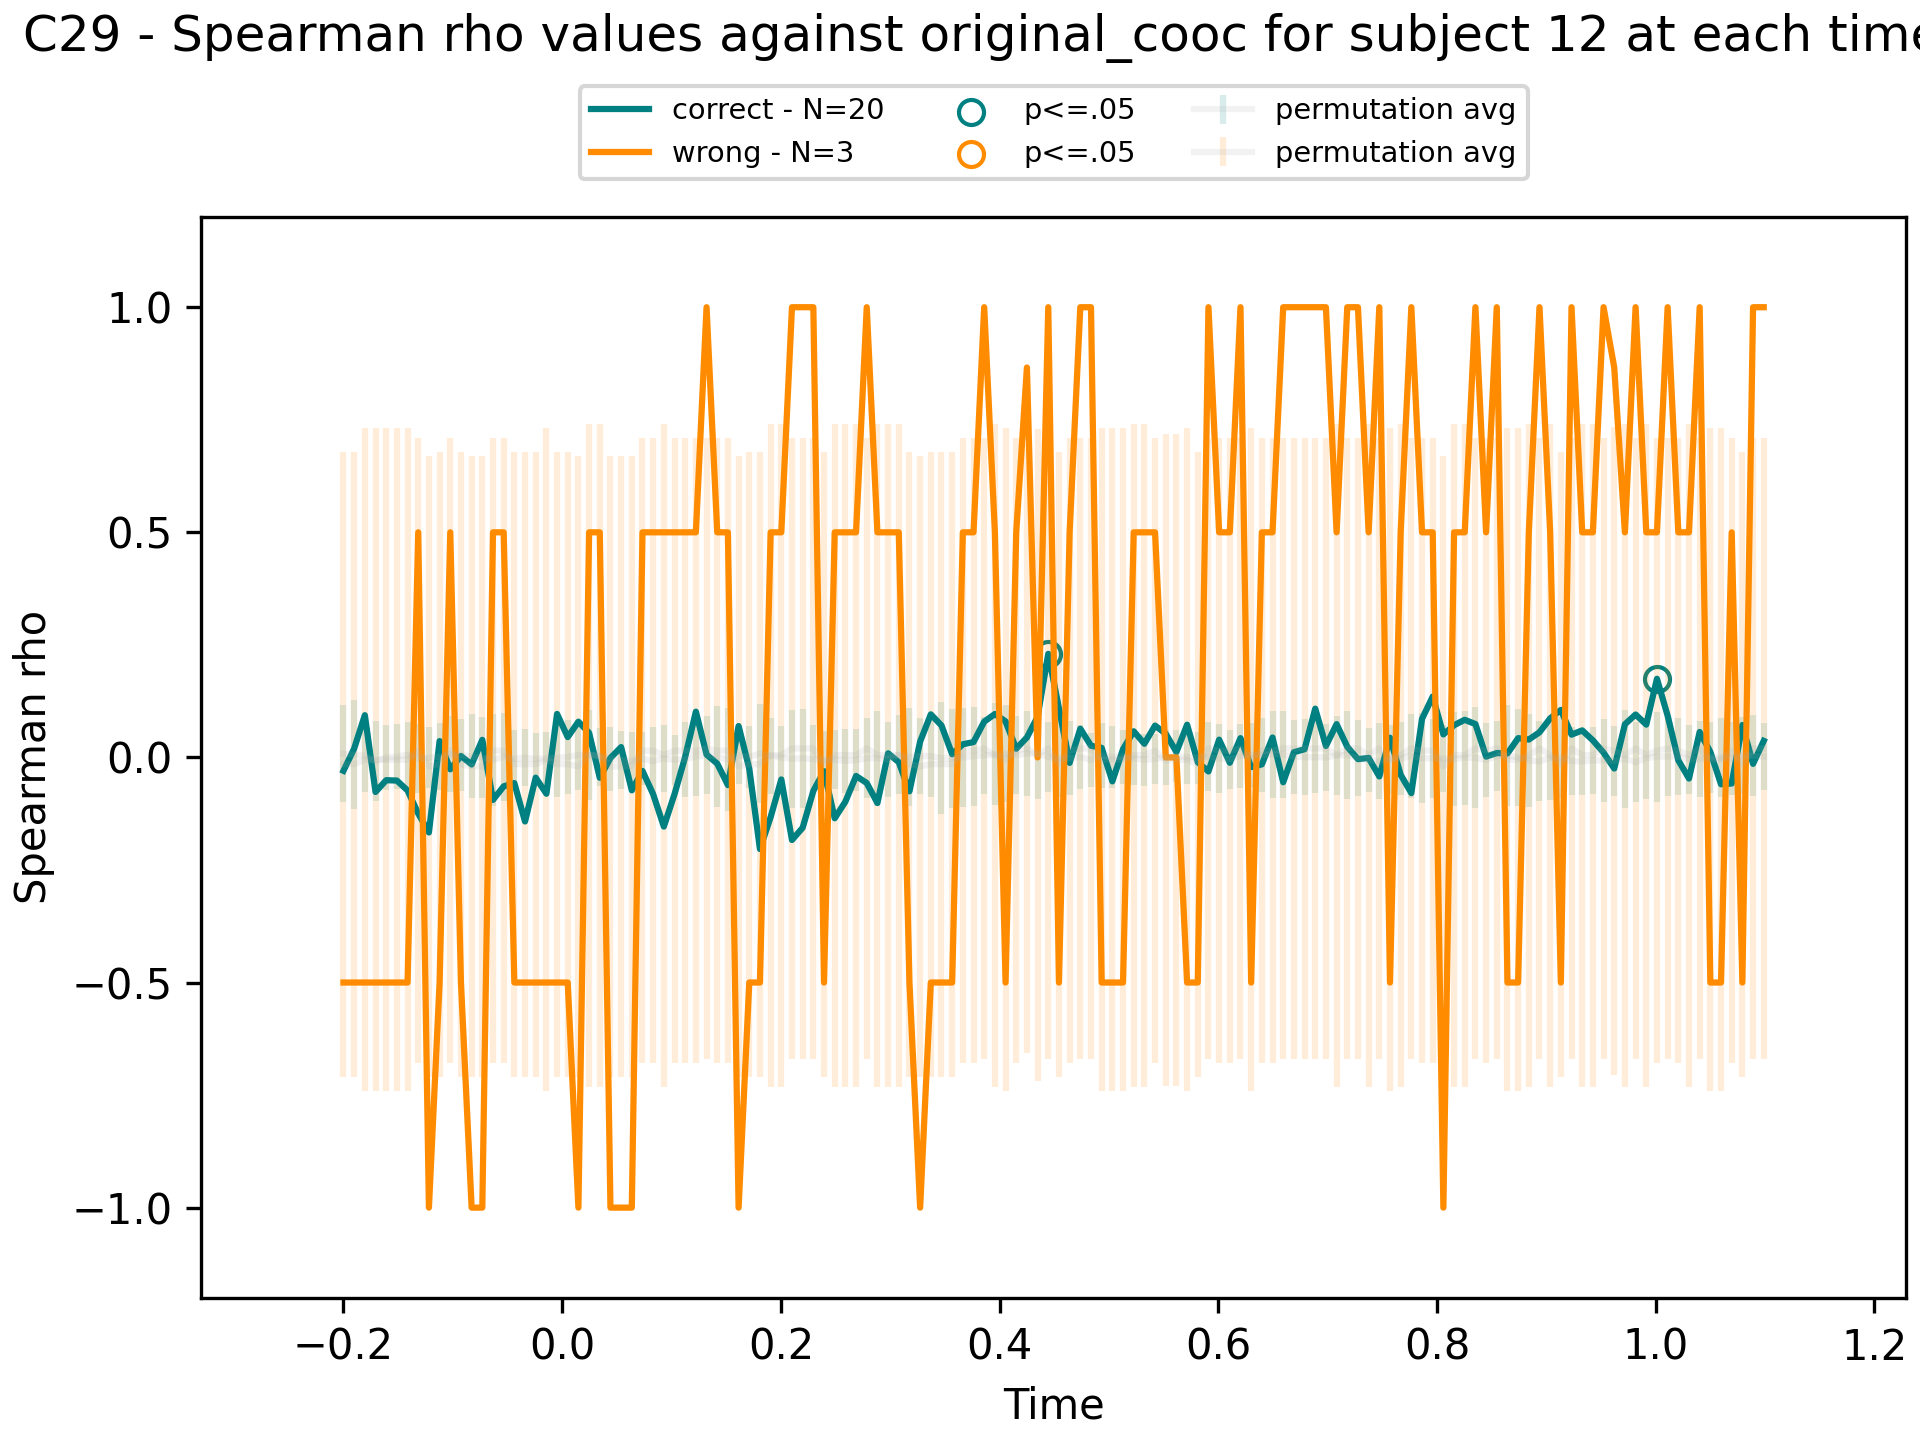 C29 - Spearman rho values against original_cooc for subject 12 at each time
correct - N=20 p<=.05 permutation avg
wrong - N=3 p<=.05 permutation avg
1.0
0.5
0.0
−0.5
−1.0
Spearman rho
−0.2 0.0 0.2 0.4 0.6 0.8 1.0 1.2
Time